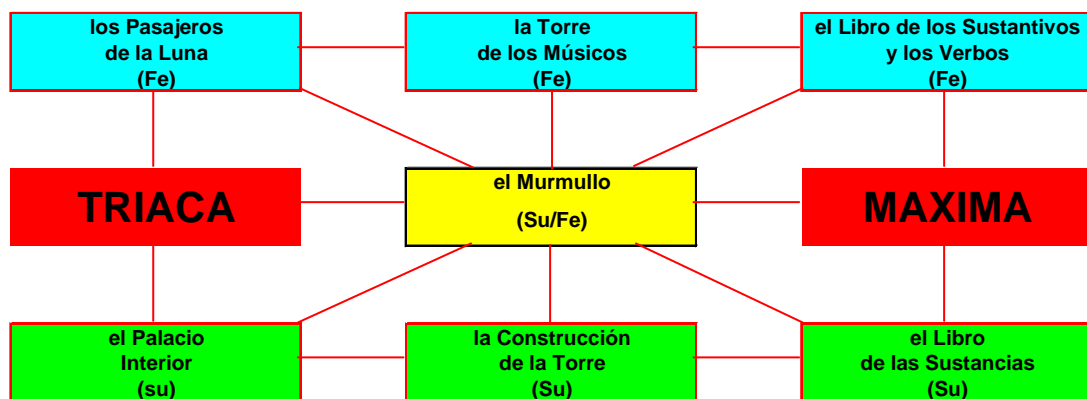 los Pasajeros
de la Luna
(Fe)
la Torre
de los Músicos
(Fe)
el Libro de los Sustantivos
y los Verbos
(Fe)
TRIACA
el Murmullo
(Su/Fe)
MAXIMA
el Palacio
Interior
(su)
la Construcción
de la Torre
(Su)
el Libro
de las Sustancias
(Su)